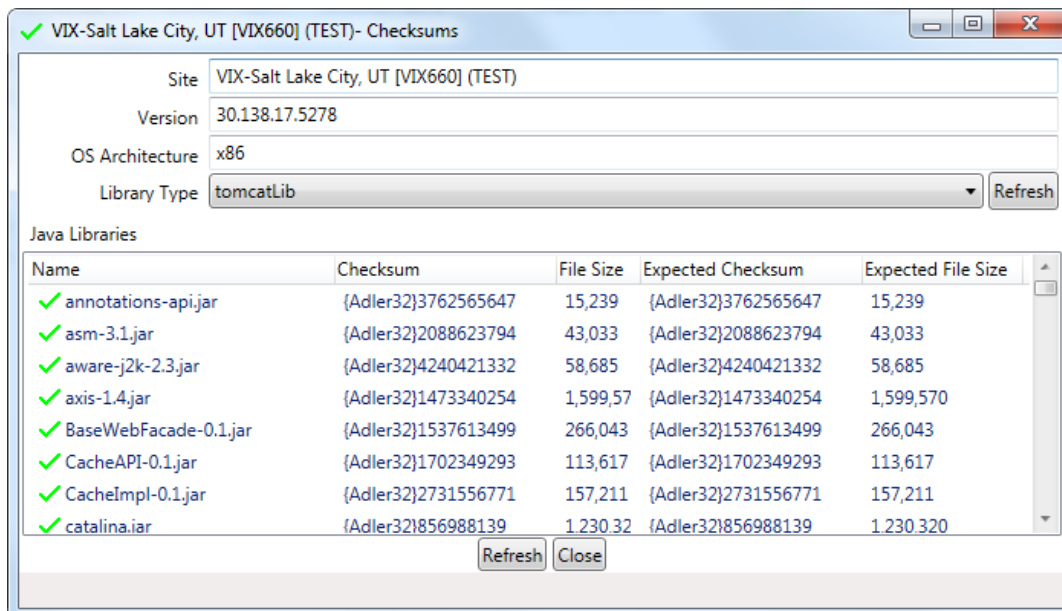 VIX-Salt Lake City, UT [VIX660] (TEST)- Checksums
Site VIX-Salt Lake City, UT [VIX660] (TEST)
Version 30.138.17.5278
OS Architecture x86
Library Type tomcatLib Refresh
Java Libraries
Name Checksum File Size Expected Checksum Expected File Size
annotations-api.jar {Adler32}3762565647 15,239 {Adler32}3762565647 15,239
asm-3.1.jar {Adler32}2088623794 43,033 {Adler32}2088623794 43,033
aware-j2k-2.3.jar {Adler32}4240421332 58,685 {Adler32}4240421332 58,685
axis-1.4.jar {Adler32}1473340254 1,599,57 {Adler32}1473340254 1,599,570
BaseWebFacade-0.1.jar {Adler32}1537613499 266,043 {Adler32}1537613499 266,043
CacheAPI-0.1.jar {Adler32}1702349293 113,617 {Adler32}1702349293 113,617
CacheImpl-0.1.jar {Adler32}2731556771 157,211 {Adler32}2731556771 157,211
catalina.jar {Adler32}856988139 1,230,32 {Adler32}856988139 1,230,320
Refresh Close